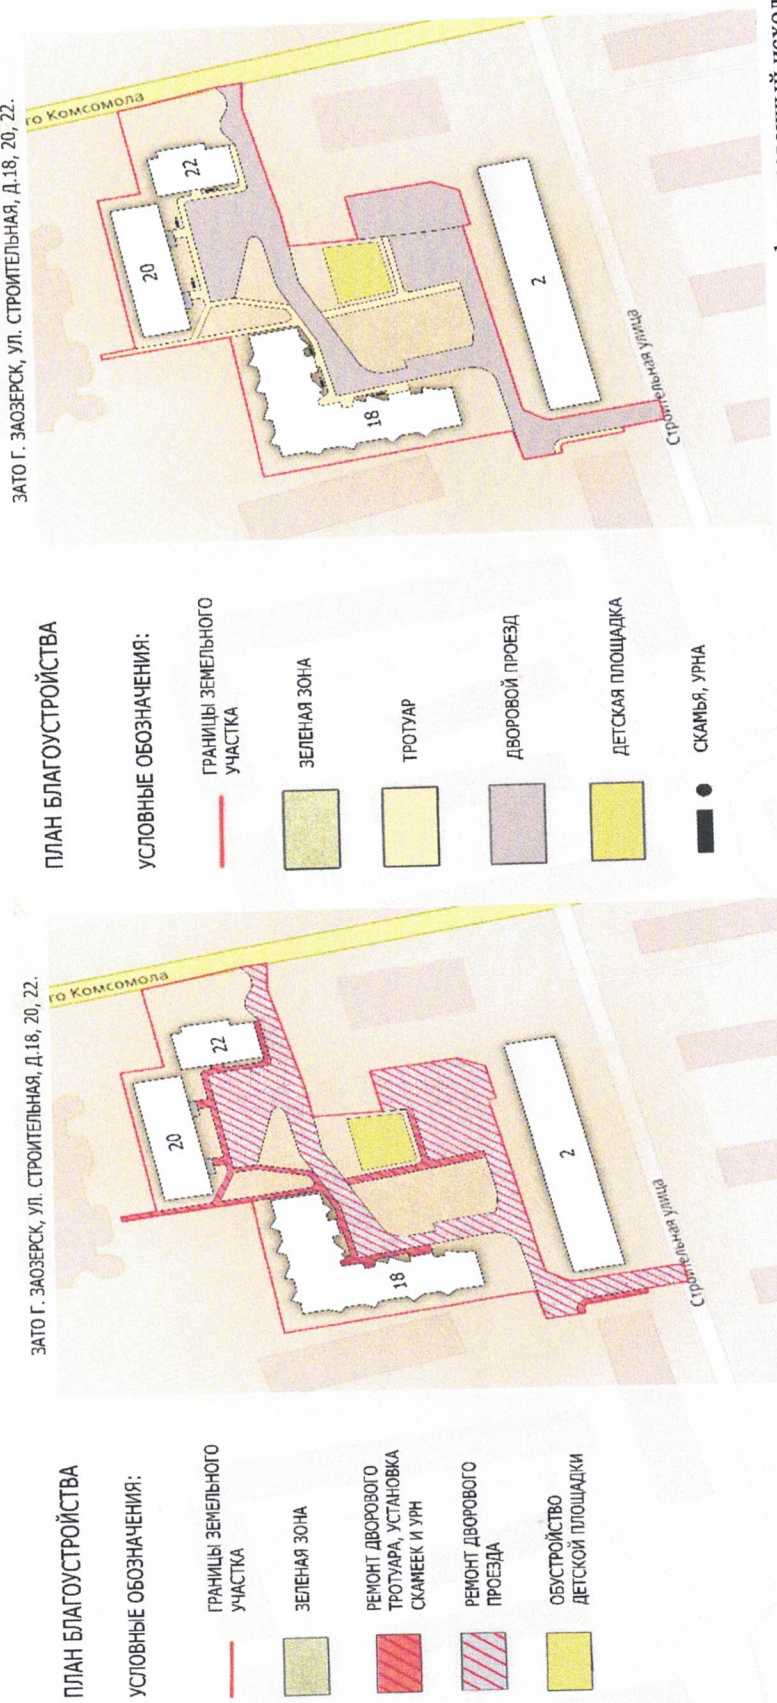 ПЛАН БЛАГОУСТРОЙСТВА
УСЛОВНЫЕ ОБОЗНАЧЕНИЯ:
ГРАНИЦЫ ЗЕМЕЛЬНОГО
УЧАСТКА
ЗЕЛЕНАЯ ЗОНА
РЕМОНТ ДВОРОВОГО
ТРОТУАРА, УСТАНОВКА
СКАМЕЕК И УРН
РЕМОНТ ДВОРОВОГО
ПРОЕЗДА
ОБУСТРОЙСТВО
ДЕТСКОЙ ПЛОЩАДКИ
ЗАТО Г. ЗАОЗЕРСК, УЛ. СТРОИТЕЛЬНАЯ, Д.18, 20, 22.
го Комсомола
20
22
18
2
Строительная улица
ПЛАН БЛАГОУСТРОЙСТВА
УСЛОВНЫЕ ОБОЗНАЧЕНИЯ:
ГРАНИЦЫ ЗЕМЕЛЬНОГО
УЧАСТКА
ЗЕЛЕНАЯ ЗОНА
ТРОТУАР
ДВОРОВОЙ ПРОЕЗД
ДЕТСКАЯ ПЛОЩАДКА
СКАМЬЯ, УРНА
ЗАТО Г. ЗАОЗЕРСК, УЛ. СТРОИТЕЛЬНАЯ, Д.18, 20, 22.
го Комсомола
20
22
18
2
Строительная улица